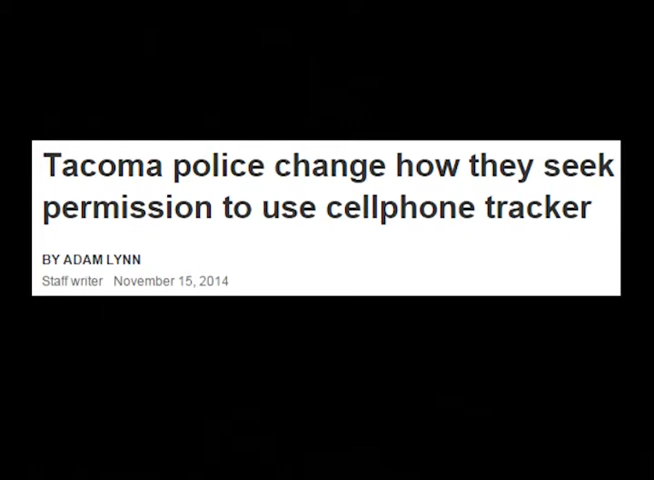 Tacoma police change how they seek
permission to use cellphone tracker
BY ADAM LYNN
Staff writer November 15, 2014